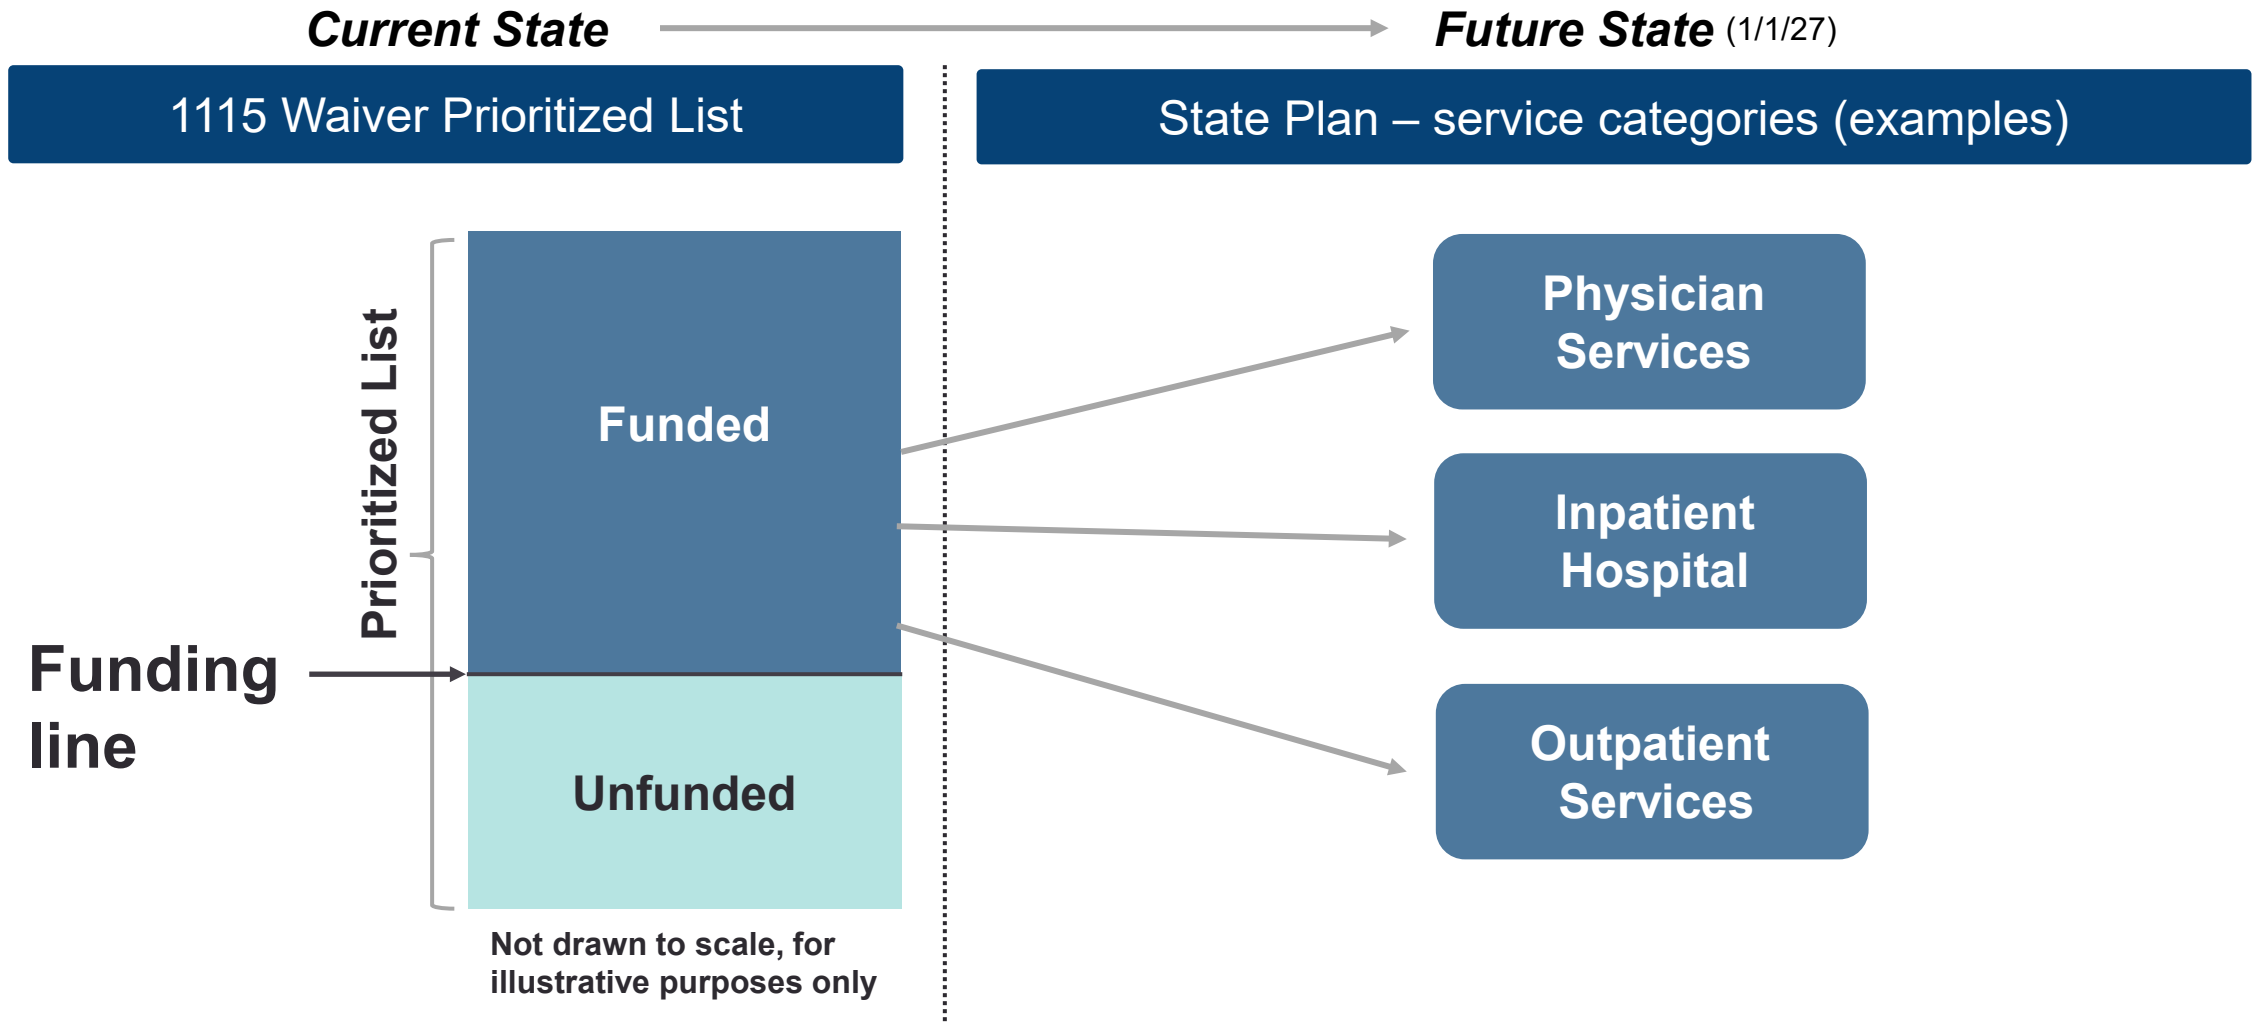 Current State
Future State (1/1/27)
1115 Waiver Prioritized List
State Plan – service categories (examples)
Prioritized List
Funded
Funding
line
Unfunded
Not drawn to scale, for
illustrative purposes only
Physician
Services
Inpatient
Hospital
Outpatient
Services